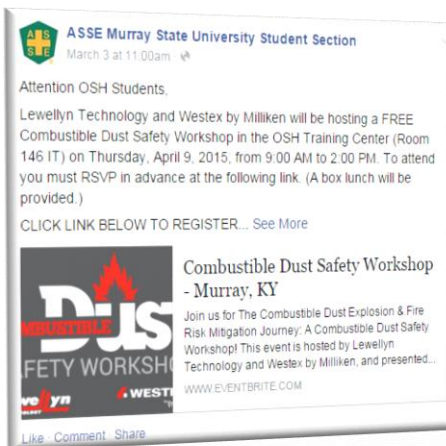 ASSE Murray State University Student Section
March 3 at 11:00am
Attention OSH Students,
Lewellyn Technology and Westex by Milliken will be hosting a FREE
Combustible Dust Safety Workshop in the OSH Training Center (Room
146 IT) on Thursday, April 9, 2015, from 9:00 AM to 2:00 PM. To attend
you must RSVP in advance at the following link. (A box lunch will be
provided.)
CLICK LINK BELOW TO REGISTER... See More
Combustible Dust Safety Workshop
- Murray, KY
Join us for The Combustible Dust Explosion & Fire
Risk Mitigation Journey: A Combustible Dust Safety
Workshop! This event is hosted by Lewellyn
Technology and Westex by Milliken, and presented...
WWW.EVENTBRITE.COM
Like Comment Share